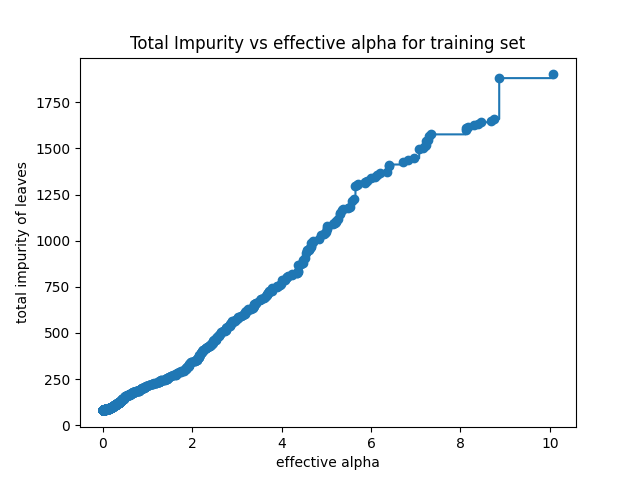 Total Impurity vs effective alpha for training set
total impurity of leaves
1750
1500
1250
1000
750
500
250
0
0 2 4 6 8 10
effective alpha